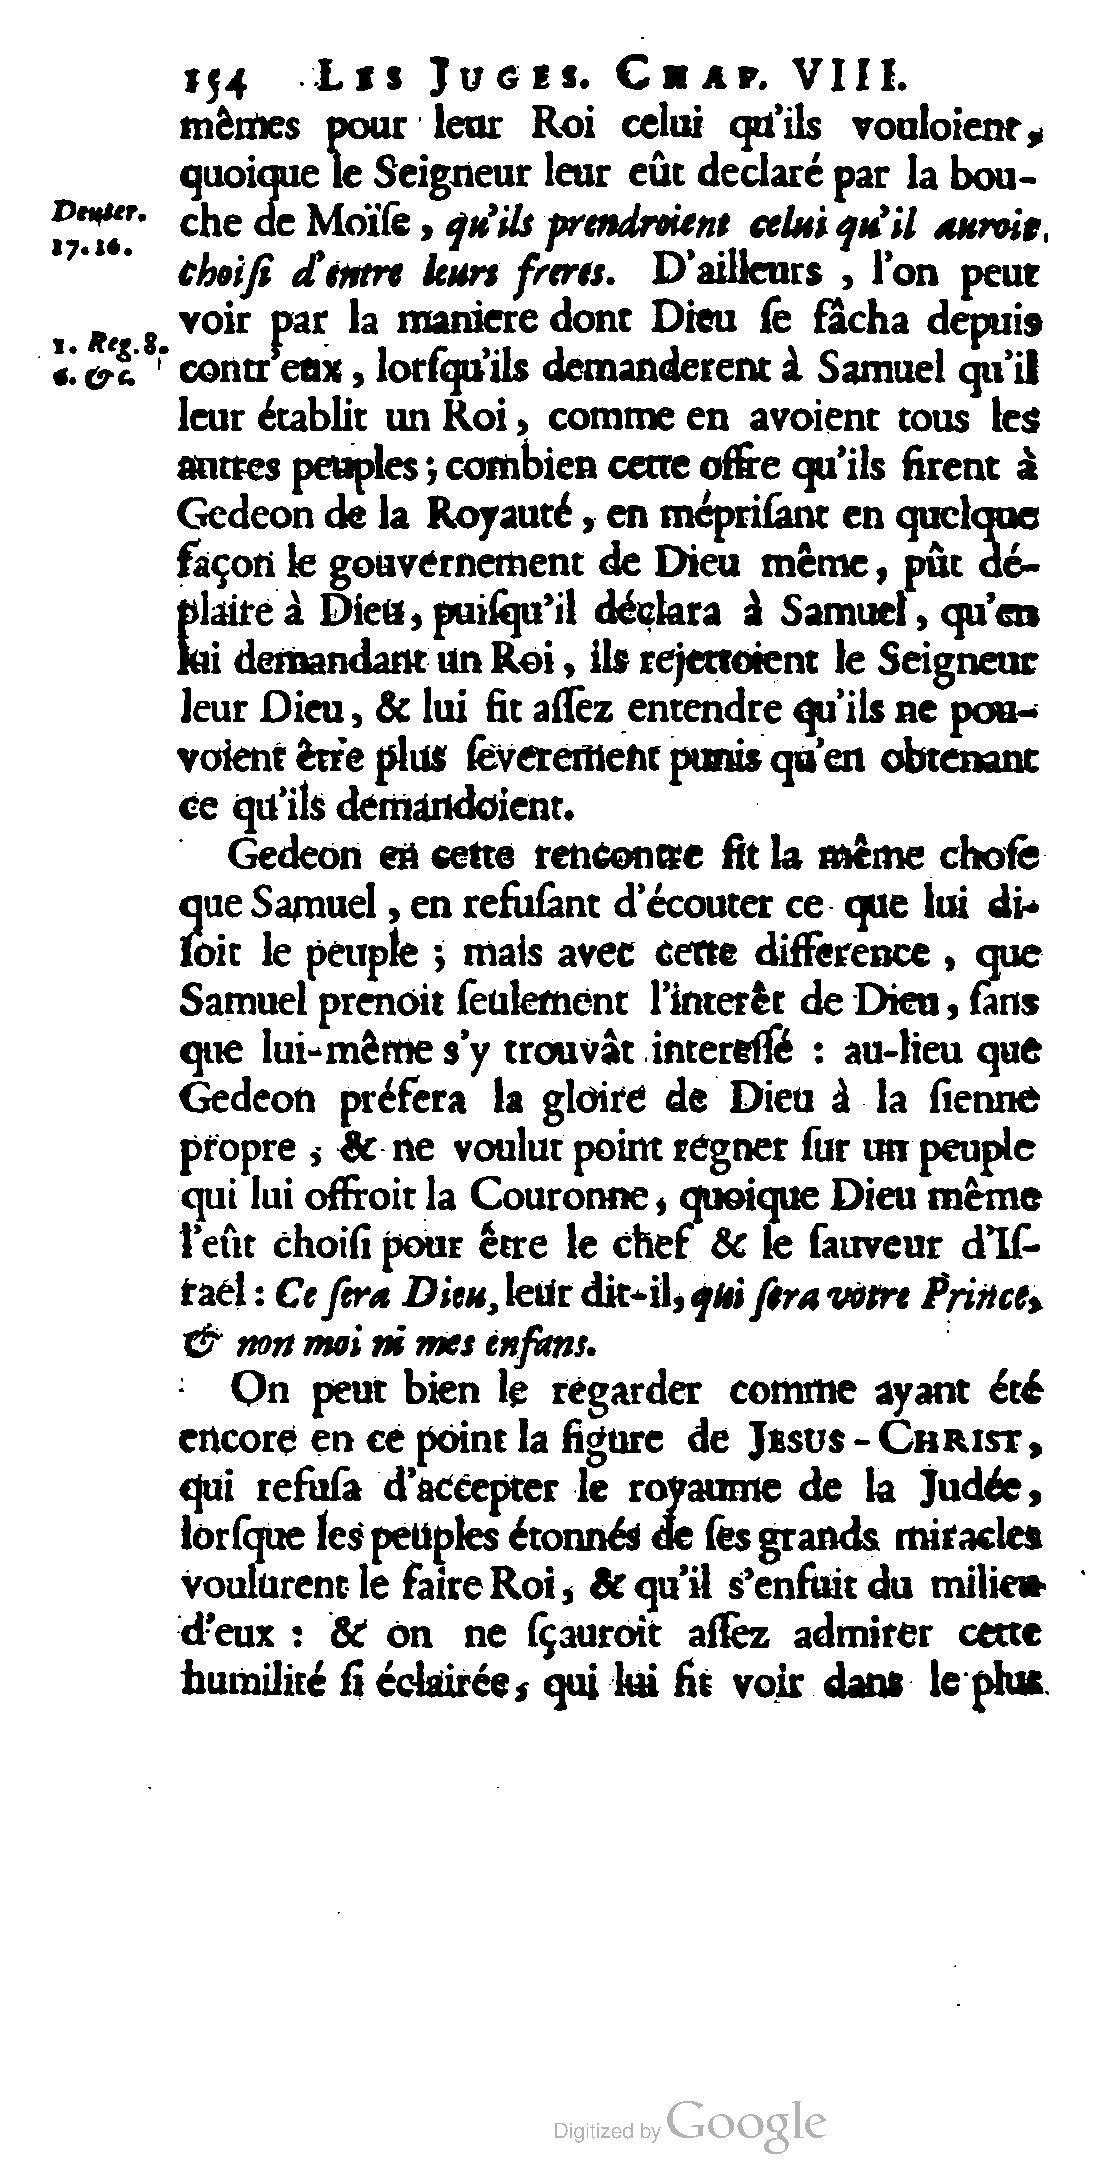 154 LES JUGES. CHAP. VIII.
mêmes pour leur Roi celui qu'ils vouloient,
quoique le Seigneur leur eût declaré par la bou-
Deuter.
17.16.
che de Moïſe, qu'ils prendroient celui qu'il auroit
choiſi d'entre leurs freres. D'ailleurs, l'on peut
voir par la maniere dont Dieu ſe fâcha depuis
1. Reg. 8.
6. &c.
contr'eux, lorſqu'ils demanderent à Samuel qu'il
leur établit un Roi, comme en avoient tous les
autres peuples; combien cette offre qu'ils firent à
Gedeon de la Royauté, en mépriſant en quelque
façon le gouvernement de Dieu même, pût dé-
plaire à Dieu, puiſqu'il déclara à Samuel, qu'en
lui demandant un Roi, ils rejettoient le Seigneur
leur Dieu, & lui fit aſſez entendre qu'ils ne pou-
voient être plus ſeverement punis qu'en obtenant
ce qu'ils demandoient.
Gedeon en cette rencontre fit la même choſe
que Samuel, en refuſant d'écouter ce que lui di-
ſoit le peuple; mais avec cette difference, que
Samuel prenoit ſeulement l'interêt de Dieu, ſans
que lui-même s'y trouvât intereſſé : au-lieu que
Gedeon préfera la gloire de Dieu à la ſienne
propre, & ne voulut point regner ſur un peuple
qui lui offroit la Couronne, quoique Dieu même
l'eût choiſi pour être le chef & le ſauveur d'Iſ-
raël : Ce ſera Dieu, leur dit-il, qui ſera votre Prince,
& non moi ni mes enfans.
On peut bien le regarder comme ayant été
encore en ce point la figure de JESUS-CHRIST,
qui refuſa d'accepter le royaume de la Judée,
lorſque les peuples étonnés de ſes grands miracles
voulurent le faire Roi, & qu'il s'enfuit du milieu
d'eux : & on ne ſçauroit aſſez admirer cette
humilité ſi éclairée, qui lui fit voir dans le plus
Digitized by Google